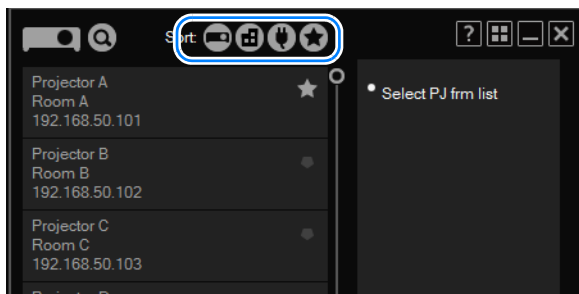 Sort:
?
Projector A
Room A
192.168.50.101
Select PJ frm list
Projector B
Room B
192.168.50.102
Projector C
Room C
192.168.50.103